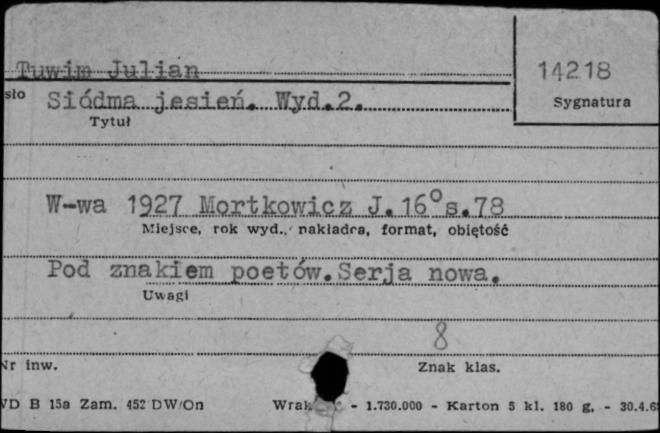 Tuwim Julian
14218
sło Siódma jesień. Wyd.2.
Sygnatura
Tytuł
W-wa 1927 Mortkowicz J.16°s.78
Miejsce, rok wyd., nakładca, format, objętość
Pod znakiem poetów.Serja nowa.
Uwagi
8
Nr inw.
Znak klas.
WD B 15a Zam. 452 DW/On - 1.730.000 - Karton 5 kl. 180 g. - 30.4.6